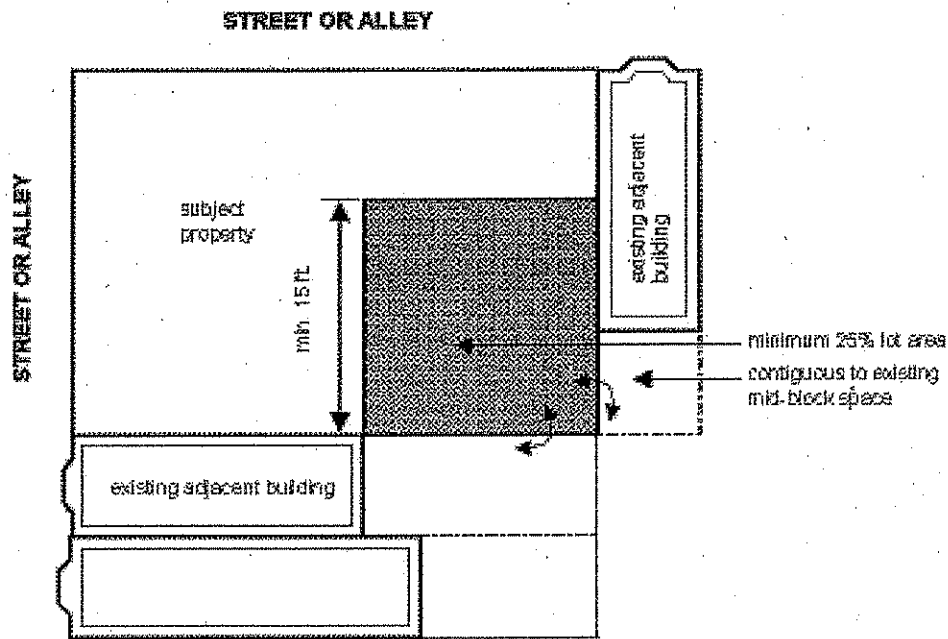 STREET OR ALLEY
STREET OR ALLEY
subject
property
min. 15 ft.
existing adjacent
building
minimum 25% lot area
contiguous to existing
mid-block space
existing adjacent building